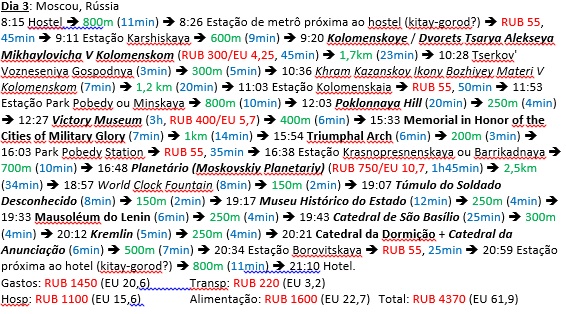 Dia 3: Moscou, Rússia
8:15 Hostel → 800m (11min) → 8:26 Estação de metrô próxima ao hostel (kitay-gorod?) → RUB 55,
45min → 9:11 Estação Karshiskaya → 600m (9min) → 9:20 Kolomenskoye / Dvorets Tsarya Alekseya
Mikhaylovicha V Kolomenskom (RUB 300/EU 4,25, 45min) → 1,7km (23min) → 10:28 Tserkov'
Vozneseniya Gospodnya (3min) → 300m (5min) → 10:36 Khram Kazanskoy Ikony Bozhiyey Materi V
Kolomenskom (7min) → 1,2 km (20min) → 11:03 Estação Kolomenskaia → RUB 55, 50min → 11:53
Estação Park Pobedy ou Minskaya → 800m (10min) → 12:03 Poklonnaya Hill (20min) → 250m (4min)
→ 12:27 Victory Museum (3h, RUB 400/EU 5,7) → 400m (6min) → 15:33 Memorial in Honor of the
Cities of Military Glory (7min) → 1km (14min) → 15:54 Triumphal Arch (6min) → 200m (3min) →
16:03 Park Pobedy Station → RUB 55, 35min → 16:38 Estação Krasnopresnenskaya ou Barrikadnaya →
700m (10min) → 16:48 Planetário (Moskovskiy Planetariy) (RUB 750/EU 10,7, 1h45min) → 2,5km
(34min) → 18:57 World Clock Fountain (8min) → 150m (2min) → 19:07 Túmulo do Soldado
Desconhecido (8min) → 150m (2min) → 19:17 Museu Histórico do Estado (12min) → 250m (4min) →
19:33 Mausoléum do Lenin (6min) → 250m (4min) → 19:43 Catedral de São Basílio (25min) → 300m
(4min) → 20:12 Kremlin (5min) → 250m (4min) → 20:21 Catedral da Dormição + Catedral da
Anunciação (6min) → 500m (7min) → 20:34 Estação Borovitskaya → RUB 55, 25min → 20:59 Estação
próxima ao hotel (kitay-gorod?) → 800m (11min) → 21:10 Hotel.
Gastos: RUB 1450 (EU 20,6) Transp: RUB 220 (EU 3,2)
Hosp: RUB 1100 (EU 15,6) Alimentação: RUB 1600 (EU 22,7) Total: RUB 4370 (EU 61,9)